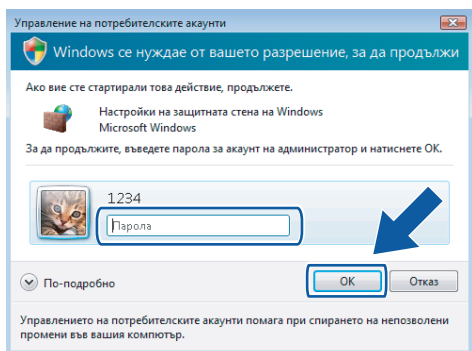 Управление на потребителските акаунти
Windows се нуждае от вашето разрешение, за да продължи
Ако вие сте стартирали това действие, продължете.
Настройки на защитната стена на Windows
Microsoft Windows
За да продължите, въведете парола за акаунт на администратор и натиснете ОК.
1234
Парола
По-подробно
ОК
Отказ
Управлението на потребителските акаунти помага при спирането на непозволени
промени във вашия компютър.